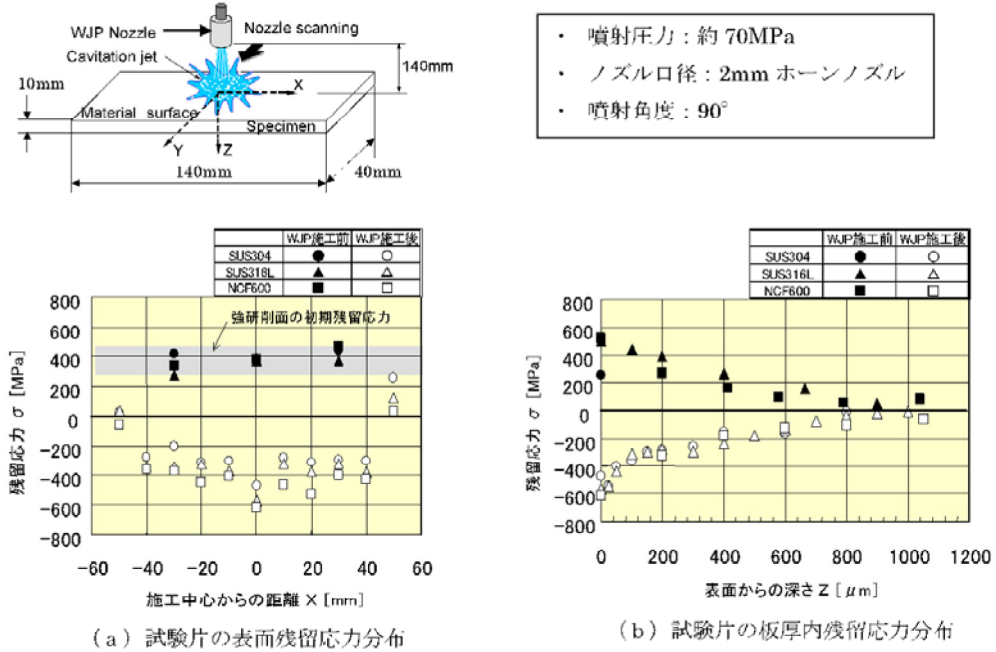 WJP Nozzle
Nozzle scanning
Cavitation jet
140mm
10mm
X
Material surface
Specimen
Y
Z
40mm
140mm
・ 噴射圧力：約 70MPa
・ ノズル口径：2mm ホーンノズル
・ 噴射角度：90°
WJP施工前 WJP施工後
SUS304
SUS316L
NCF600
800
600
400
200
0
-200
-400
-600
-800
強研削面の初期残留応力
残留応力 σ [MPa]
-60 -40 -20 0 20 40 60
施工中心からの距離 X [mm]
(a) 試験片の表面残留応力分布
WJP施工前 WJP施工後
SUS304
SUS316L
NCF600
800
600
400
200
0
-200
-400
-600
-800
残留応力 σ [MPa]
0 200 400 600 800 1000 1200
表面からの深さ Z [μm]
(b) 試験片の板厚内残留応力分布